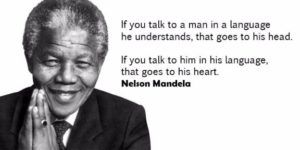 If you talk to a man in a language
he understands, that goes to his head.
If you talk to him in his language,
that goes to his heart.
Nelson Mandela